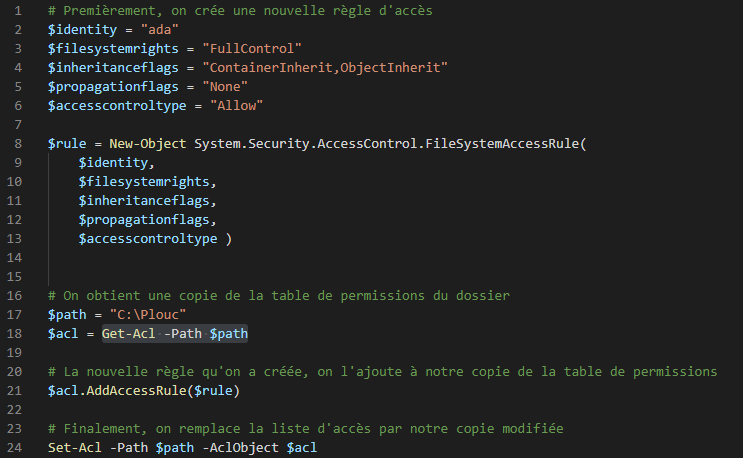 1 # Premièrement, on crée une nouvelle règle d'accès
2 $identity = "ada"
3 $filesystemrights = "FullControl"
4 $inheritanceflags = "ContainerInherit,ObjectInherit"
5 $propagationflags = "None"
6 $accesscontroltype = "Allow"
7
8 $rule = New-Object System.Security.AccessControl.FileSystemAccessRule(
9 $identity,
10 $filesystemrights,
11 $inheritanceflags,
12 $propagationflags,
13 $accesscontroltype )
14
15
16 # On obtient une copie de la table de permissions du dossier
17 $path = "C:\Plouc"
18 $acl = Get-Acl -Path $path
19
20 # La nouvelle règle qu'on a créée, on l'ajoute à notre copie de la table de permissions
21 $acl.AddAccessRule($rule)
22
23 # Finalement, on remplace la liste d'accès par notre copie modifiée
24 Set-Acl -Path $path -AclObject $acl